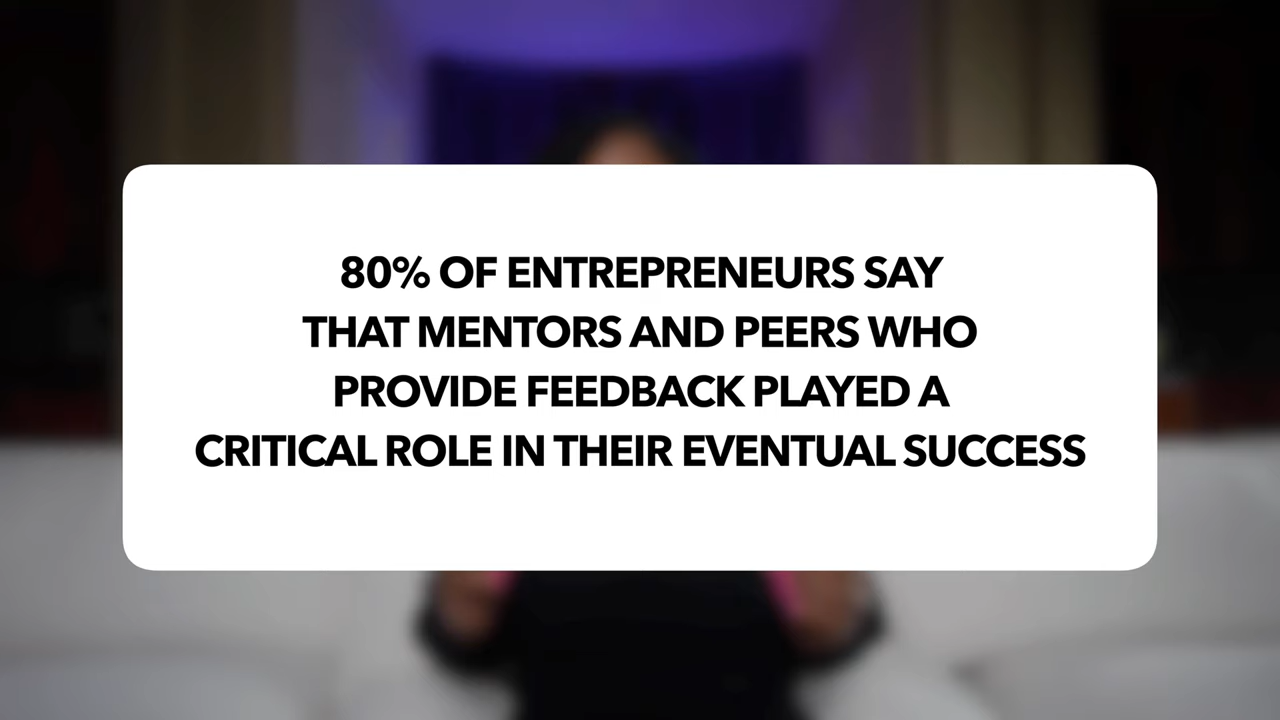 80% OF ENTREPRENEURS SAY
THAT MENTORS AND PEERS WHO
PROVIDE FEEDBACK PLAYED A
CRITICAL ROLE IN THEIR EVENTUAL SUCCESS